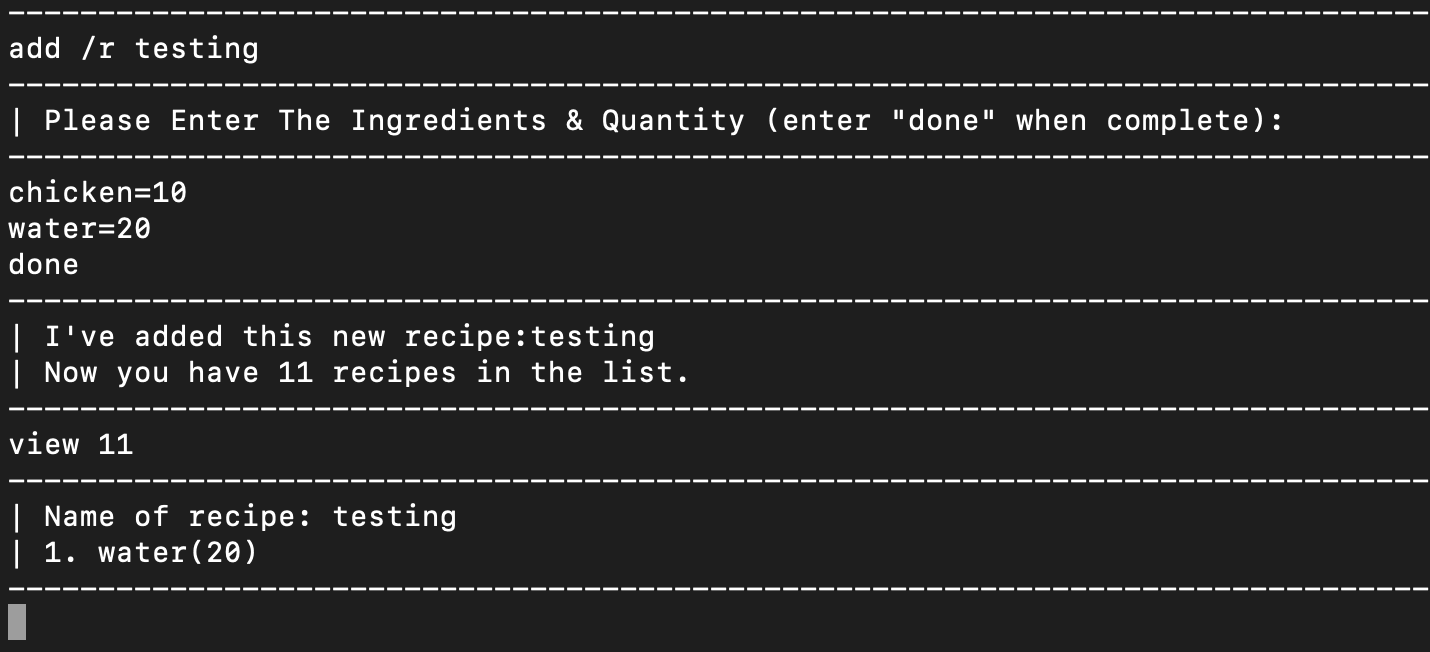 --------------------------------------------------------------------------------
add /r testing
--------------------------------------------------------------------------------
| Please Enter The Ingredients & Quantity (enter "done" when complete):
--------------------------------------------------------------------------------
chicken=10
water=20
done
--------------------------------------------------------------------------------
| I've added this new recipe:testing
| Now you have 11 recipes in the list.
--------------------------------------------------------------------------------
view 11
--------------------------------------------------------------------------------
| Name of recipe: testing
| 1. water(20)
--------------------------------------------------------------------------------